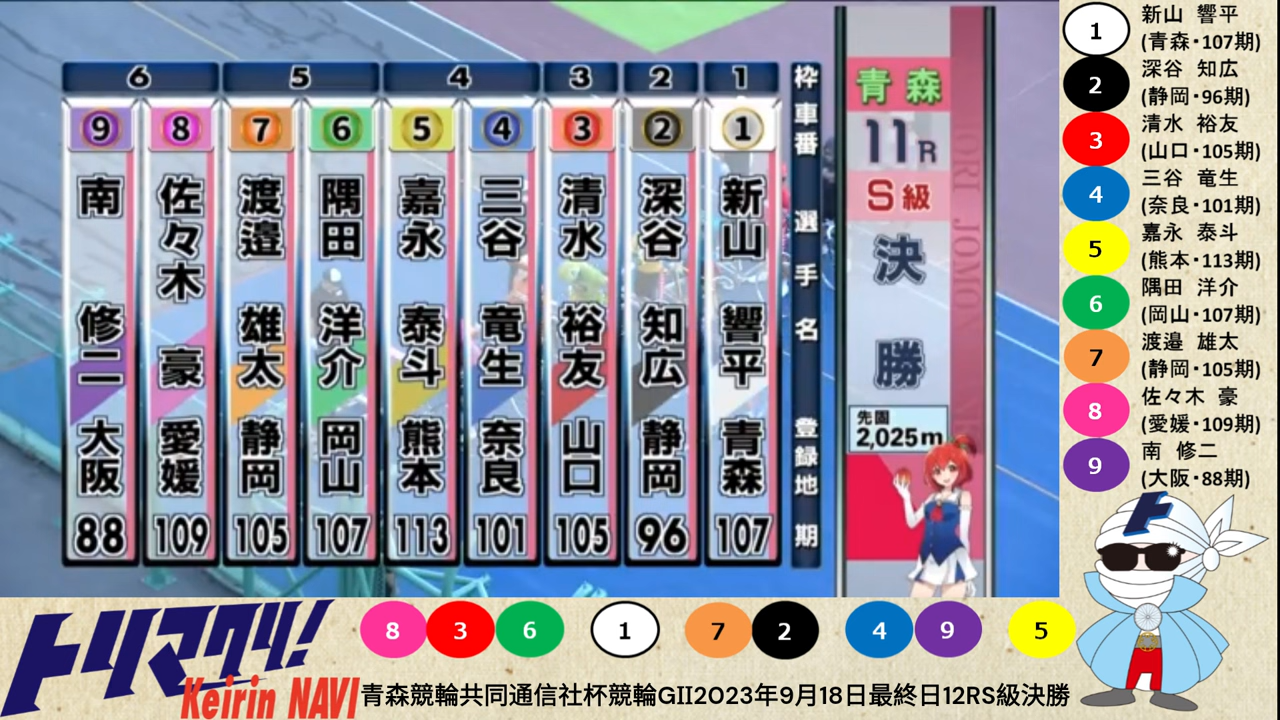 6 5 4 3 2 1 枠
9 8 7 6 5 4 3 2 1 車番
南 佐々木 渡邉 隅田 嘉永 三谷 清水 深谷 新山 選手名
修二 豪 雄太 洋介 泰斗 竜生 裕友 知広 響平
大阪 愛媛 静岡 岡山 熊本 奈良 山口 静岡 青森 登録地
88 109 105 107 113 101 105 96 107 期
青森
11R
S級
決勝
先固
2,025m
ORI JOMO
1 新山 響平
(青森・107期)
2 深谷 知広
(静岡・96期)
3 清水 裕友
(山口・105期)
4 三谷 竜生
(奈良・101期)
5 嘉永 泰斗
(熊本・113期)
6 隅田 洋介
(岡山・107期)
7 渡邉 雄太
(静岡・105期)
8 佐々木 豪
(愛媛・109期)
9 南 修二
(大阪・88期)
トリマクリ!
Keirin NAVI
8 3 6 1 7 2 4 9 5
青森競輪共同通信社杯競輪GII2023年9月18日最終日12RS級決勝